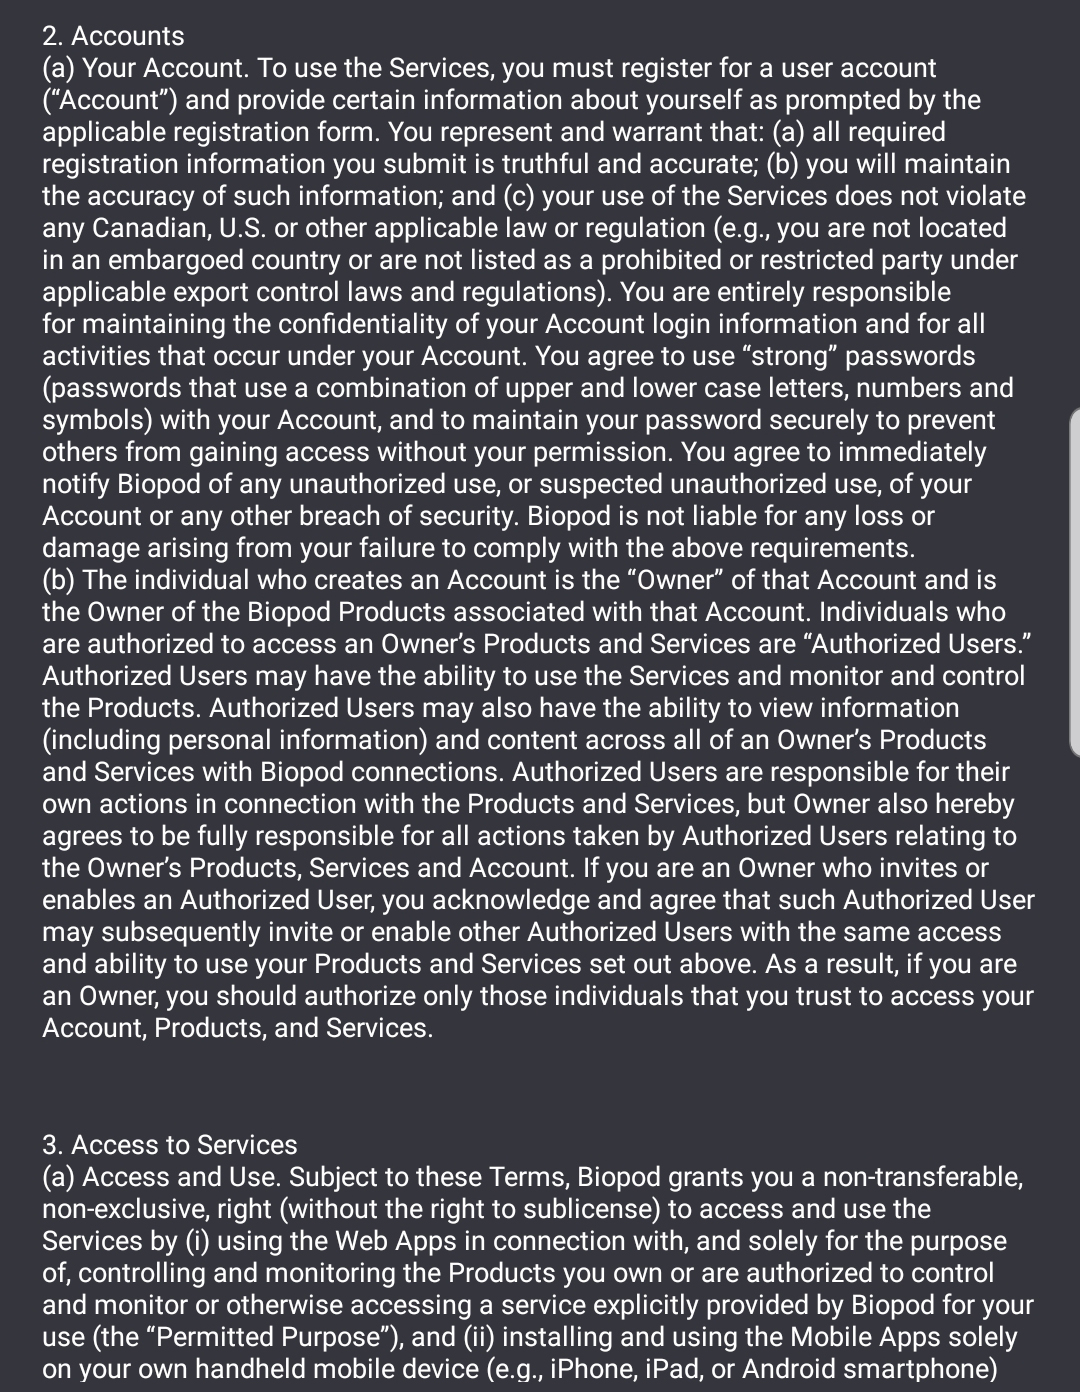 2. Accounts
(a) Your Account. To use the Services, you must register for a user account
(“Account”) and provide certain information about yourself as prompted by the
applicable registration form. You represent and warrant that: (a) all required
registration information you submit is truthful and accurate; (b) you will maintain
the accuracy of such information; and (c) your use of the Services does not violate
any Canadian, U.S. or other applicable law or regulation (e.g., you are not located
in an embargoed country or are not listed as a prohibited or restricted party under
applicable export control laws and regulations). You are entirely responsible
for maintaining the confidentiality of your Account login information and for all
activities that occur under your Account. You agree to use “strong” passwords
(passwords that use a combination of upper and lower case letters, numbers and
symbols) with your Account, and to maintain your password securely to prevent
others from gaining access without your permission. You agree to immediately
notify Biopod of any unauthorized use, or suspected unauthorized use, of your
Account or any other breach of security. Biopod is not liable for any loss or
damage arising from your failure to comply with the above requirements.
(b) The individual who creates an Account is the “Owner” of that Account and is
the Owner of the Biopod Products associated with that Account. Individuals who
are authorized to access an Owner’s Products and Services are “Authorized Users.”
Authorized Users may have the ability to use the Services and monitor and control
the Products. Authorized Users may also have the ability to view information
(including personal information) and content across all of an Owner’s Products
and Services with Biopod connections. Authorized Users are responsible for their
own actions in connection with the Products and Services, but Owner also hereby
agrees to be fully responsible for all actions taken by Authorized Users relating to
the Owner’s Products, Services and Account. If you are an Owner who invites or
enables an Authorized User, you acknowledge and agree that such Authorized User
may subsequently invite or enable other Authorized Users with the same access
and ability to use your Products and Services set out above. As a result, if you are
an Owner, you should authorize only those individuals that you trust to access your
Account, Products, and Services.
3. Access to Services
(a) Access and Use. Subject to these Terms, Biopod grants you a non-transferable,
non-exclusive, right (without the right to sublicense) to access and use the
Services by (i) using the Web Apps in connection with, and solely for the purpose
of, controlling and monitoring the Products you own or are authorized to control
and monitor or otherwise accessing a service explicitly provided by Biopod for your
use (the “Permitted Purpose”), and (ii) installing and using the Mobile Apps solely
on your own handheld mobile device (e.g., iPhone, iPad, or Android smartphone)